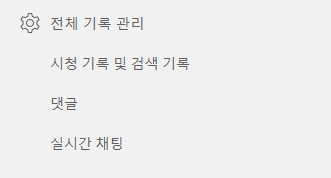 전체 기록 관리
시청 기록 및 검색 기록
댓글
실시간 채팅